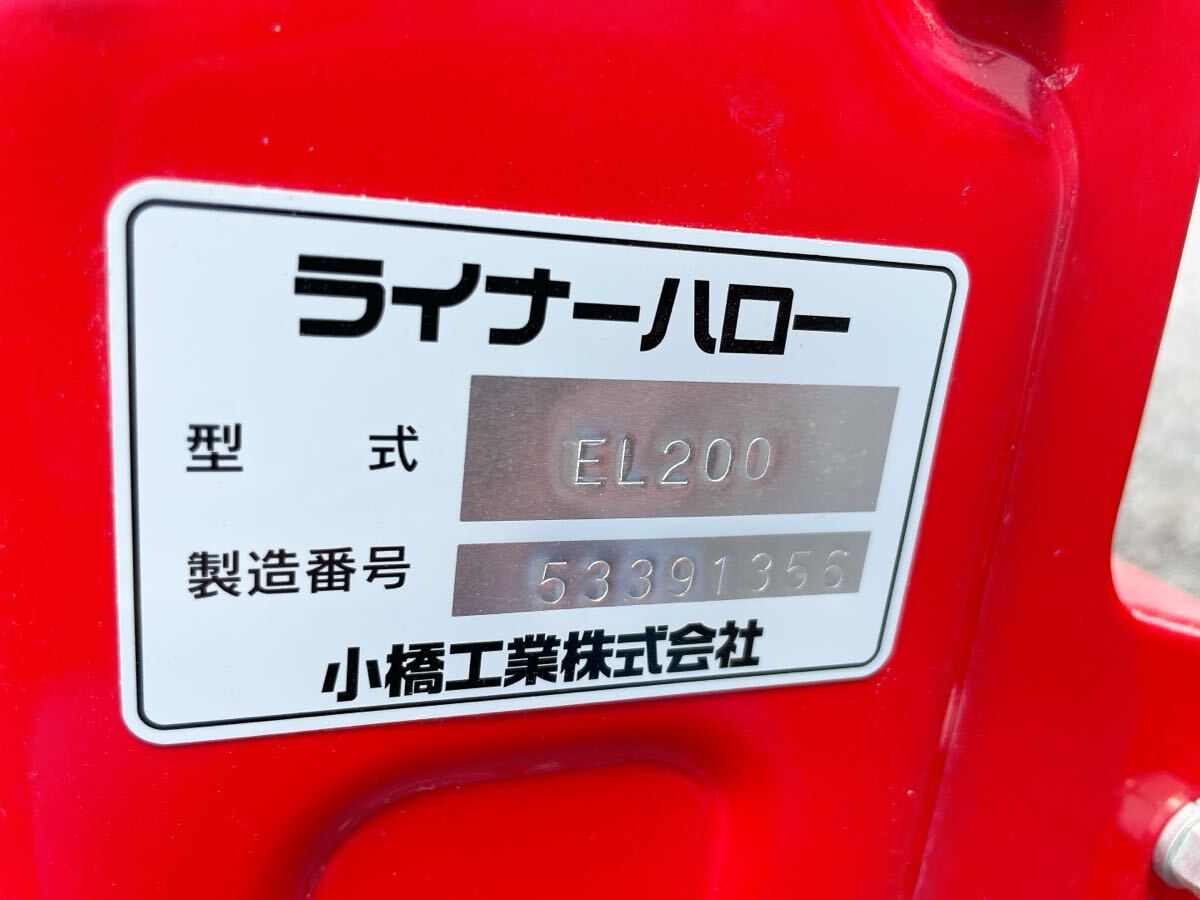 ライナーハロー
型式 EL200
製造番号 53391356
小橋工業株式会社